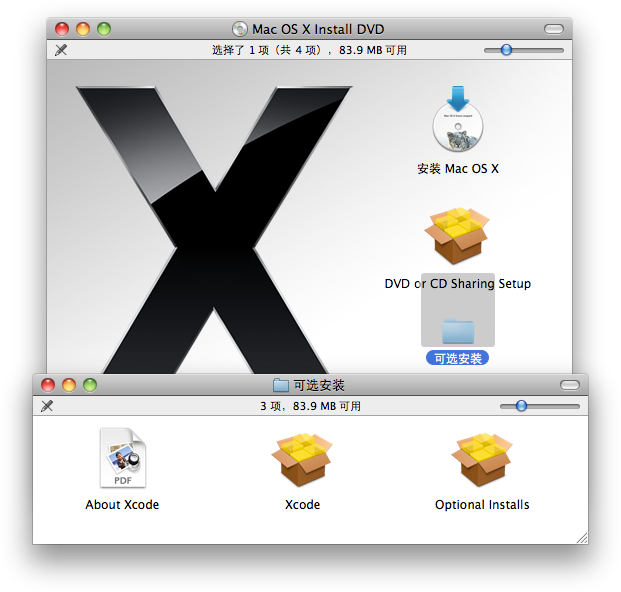 Mac OS X Install DVD
选择了 1 项（共 4 项），83.9 MB 可用
安装 Mac OS X
DVD or CD Sharing Setup
可选安装
可选安装
3 项，83.9 MB 可用
PDF
About Xcode
Xcode
Optional Installs